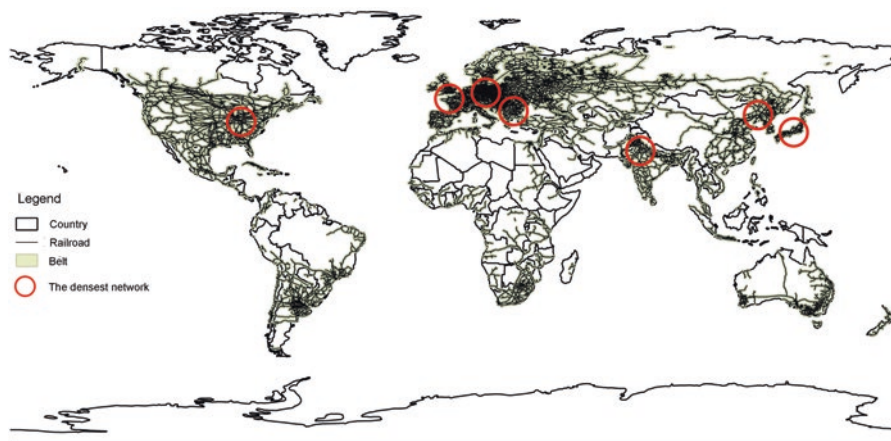 Legend
Country
Railroad
Belt
The densest network